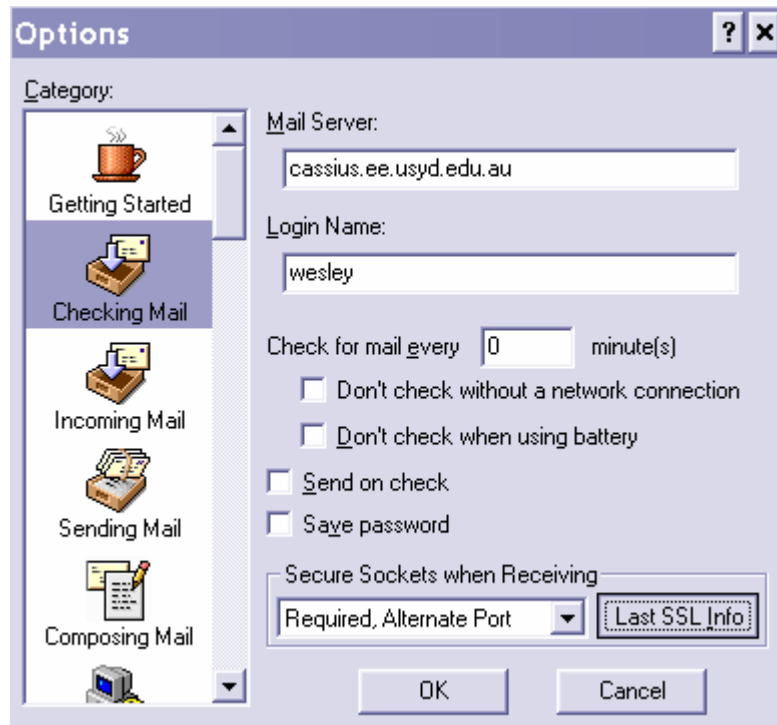 Options
? ×
Category:
Getting Started
Checking Mail
Incoming Mail
Sending Mail
Composing Mail
Mail Server:
cassius.ee.usyd.edu.au
Login Name:
wesley
Check for mail every 0 minute(s)
Don't check without a network connection
Don't check when using battery
Send on check
Save password
Secure Sockets when Receiving
Required, Alternate Port
Last SSL Info
OK
Cancel